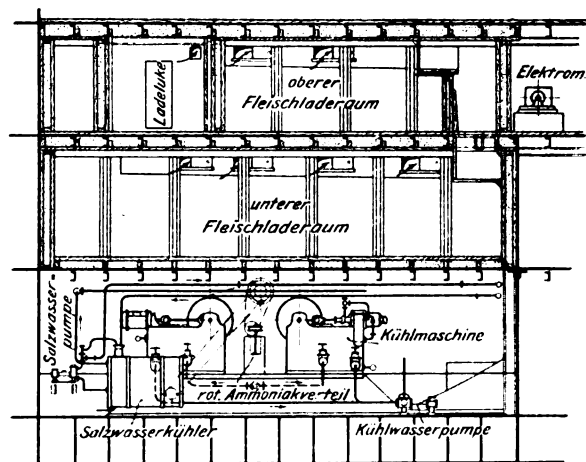 Ladeluke
oberer
Fleischladeraum
Elektrom.
unterer
Fleischladeraum
Salzwasser-
pumpe
Kühlmaschine
rot. Ammoniakverteil
Salzwasserkühler
Kühlwasserpumpe